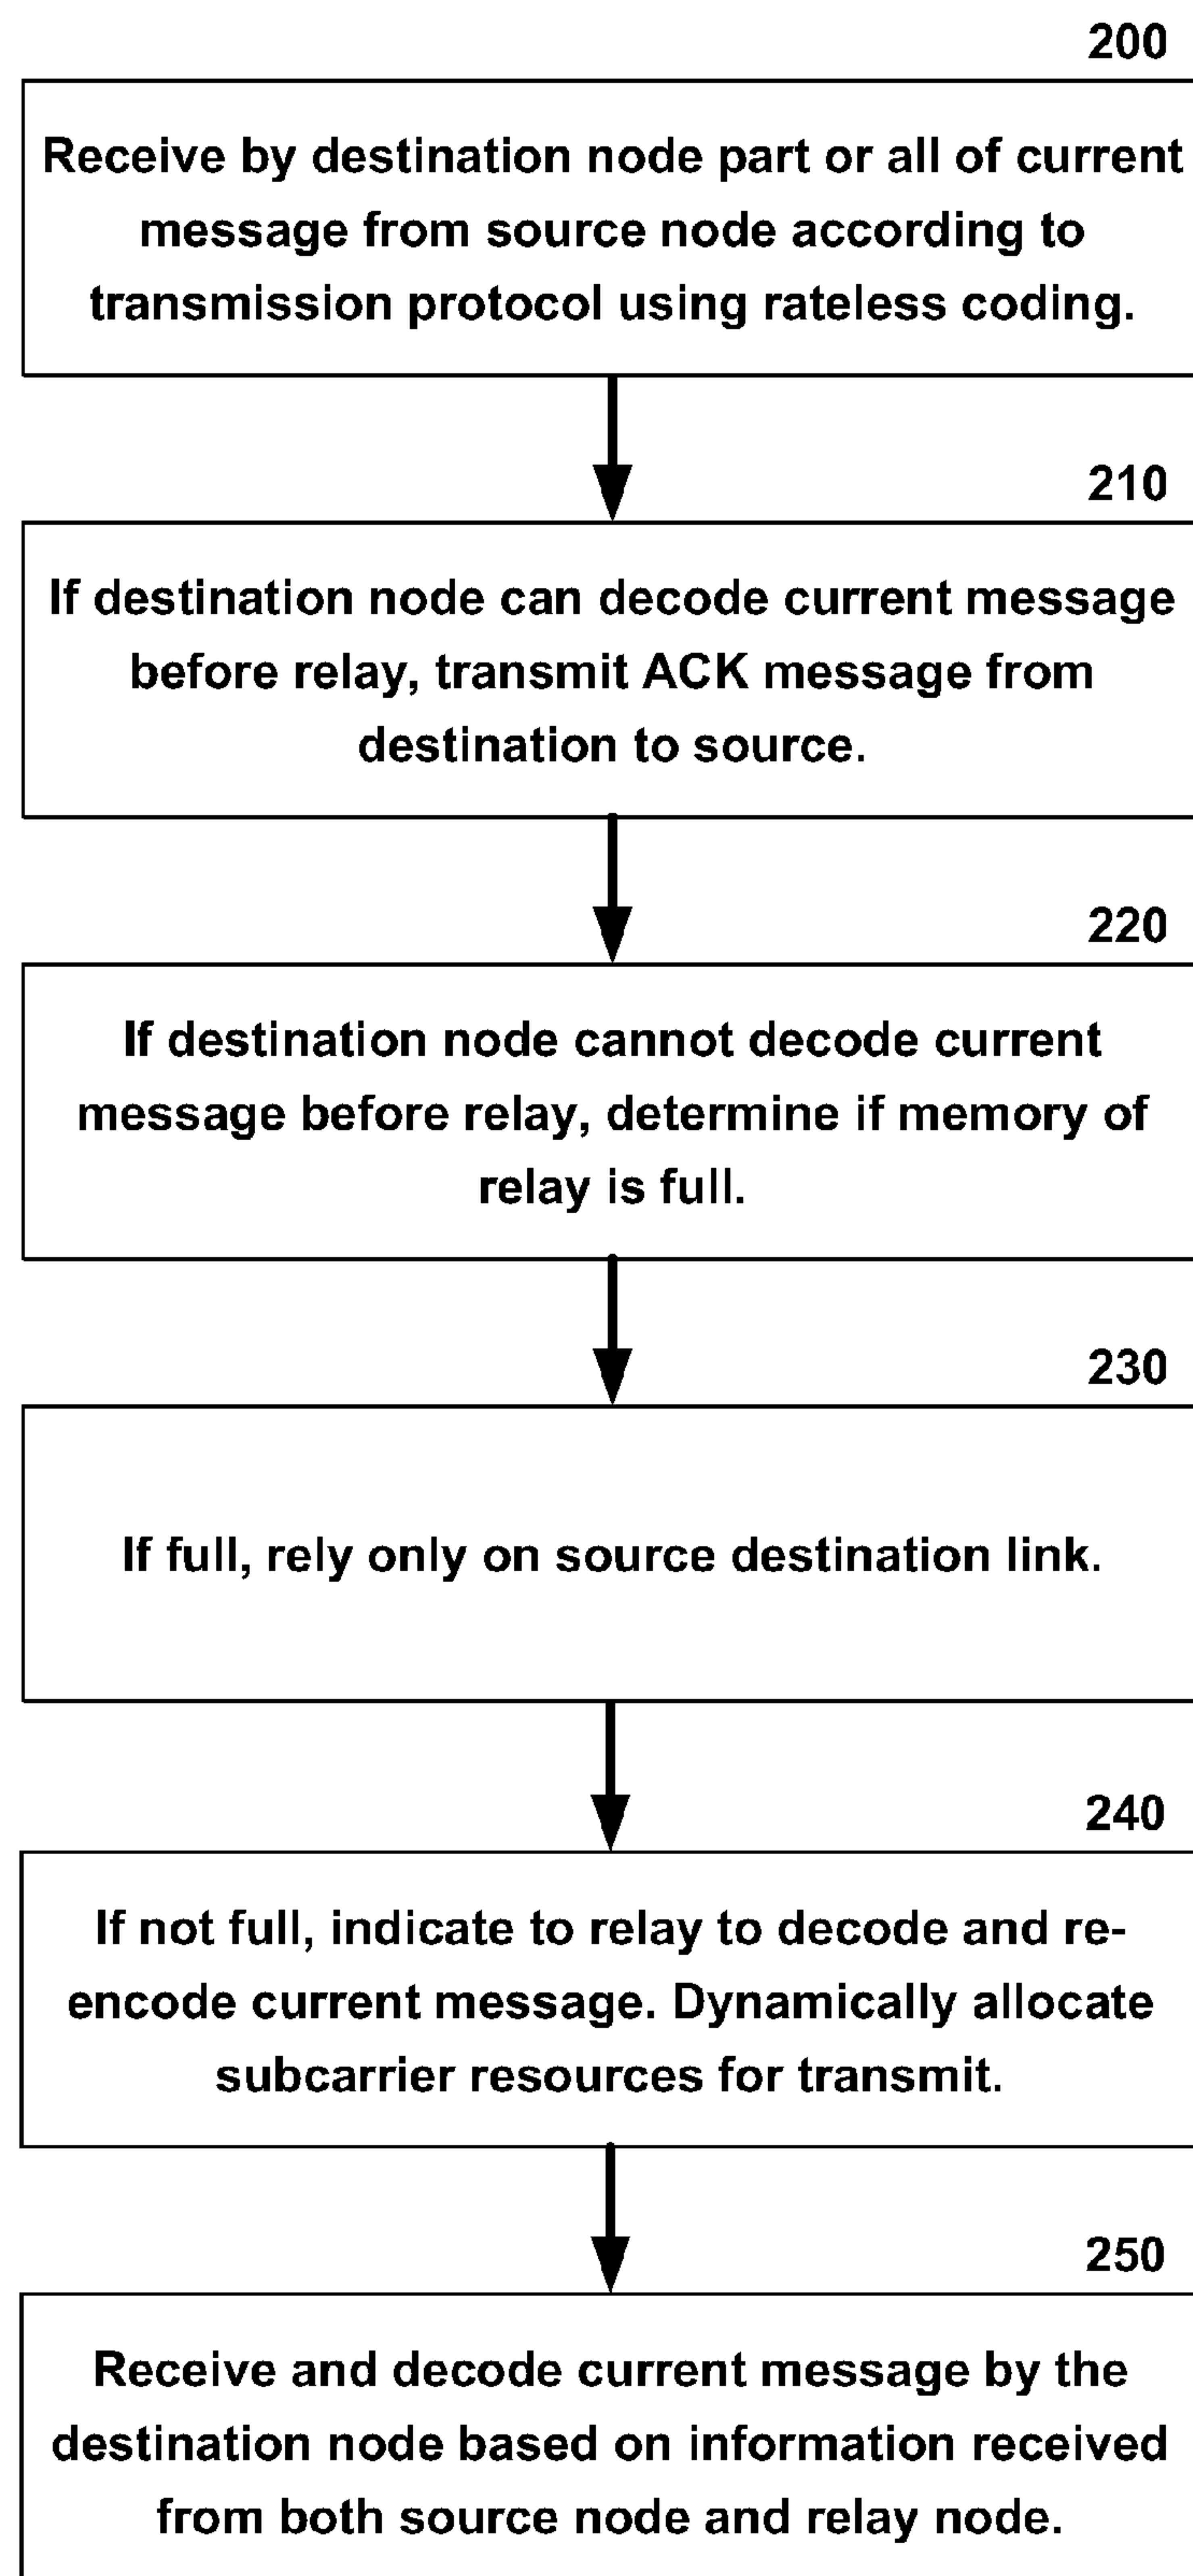 200
Receive by destination node part or all of current
message from source node according to
transmission protocol using rateless coding.
210
If destination node can decode current message
before relay, transmit ACK message from
destination to source.
220
If destination node cannot decode current
message before relay, determine if memory of
relay is full.
230
If full, rely only on source destination link.
240
If not full, indicate to relay to decode and re-
encode current message. Dynamically allocate
subcarrier resources for transmit.
250
Receive and decode current message by the
destination node based on information received
from both source node and relay node.